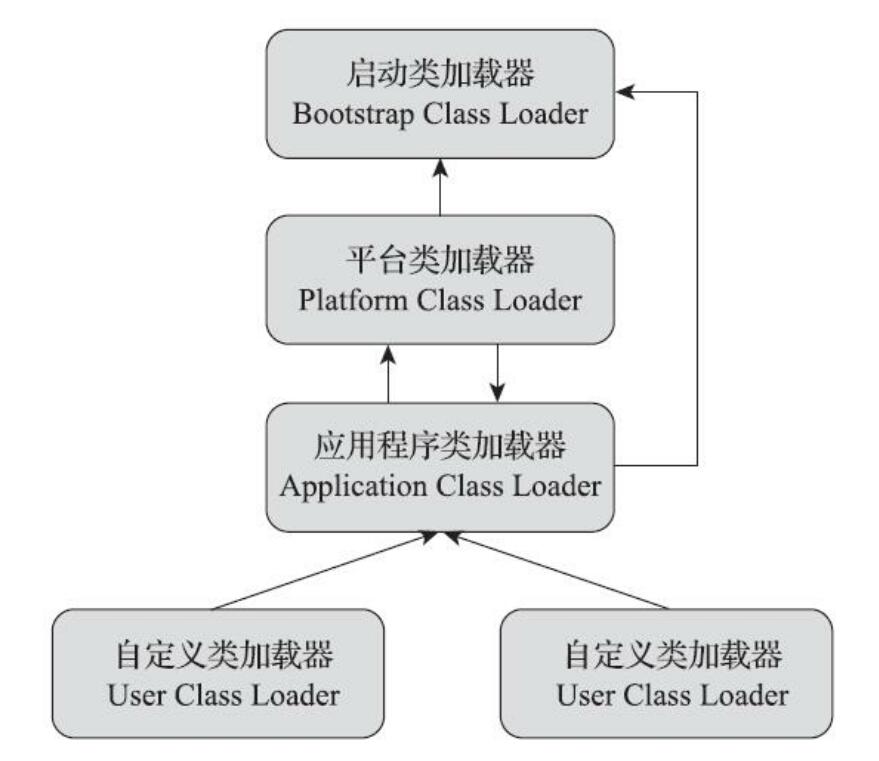 启动类加载器
Bootstrap Class Loader
平台类加载器
Platform Class Loader
应用程序类加载器
Application Class Loader
自定义类加载器
User Class Loader
自定义类加载器
User Class Loader